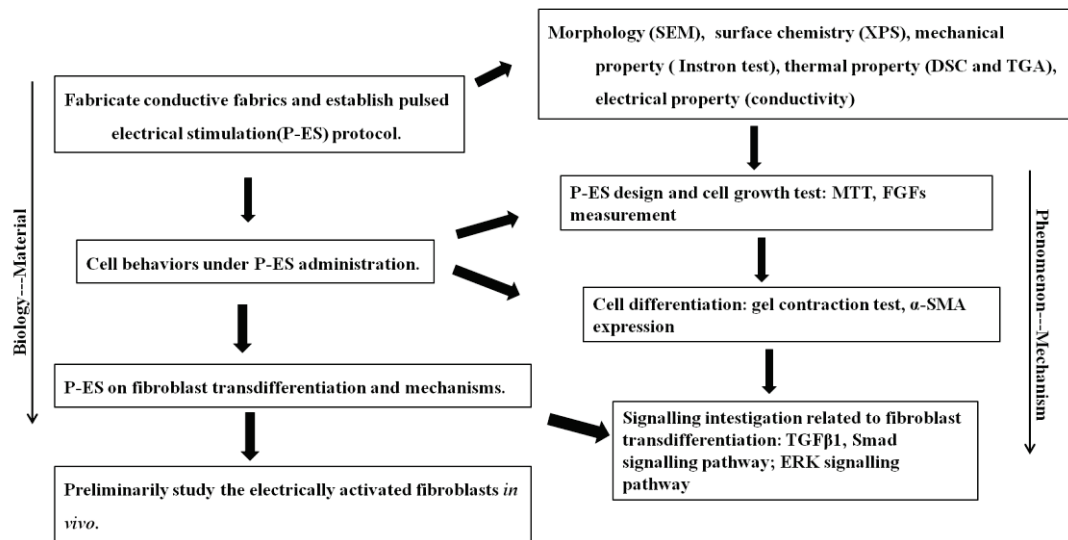 Fabricate conductive fabrics and establish pulsed
electrical stimulation(P-ES) protocol.
Cell behaviors under P-ES administration.
P-ES on fibroblast transdifferentiation and mechanisms.
Preliminarily study the electrically activated fibroblasts in
vivo.
Biology---Material
Morphology (SEM), surface chemistry (XPS), mechanical
property ( Instron test), thermal property (DSC and TGA),
electrical property (conductivity)
P-ES design and cell growth test: MTT, FGFs
measurement
Cell differentiation: gel contraction test, α-SMA
expression
Signalling intestigation related to fibroblast
transdifferentiation: TGFβ1, Smad
signalling pathway; ERK signalling
pathway
Phenomenon---Mechanism